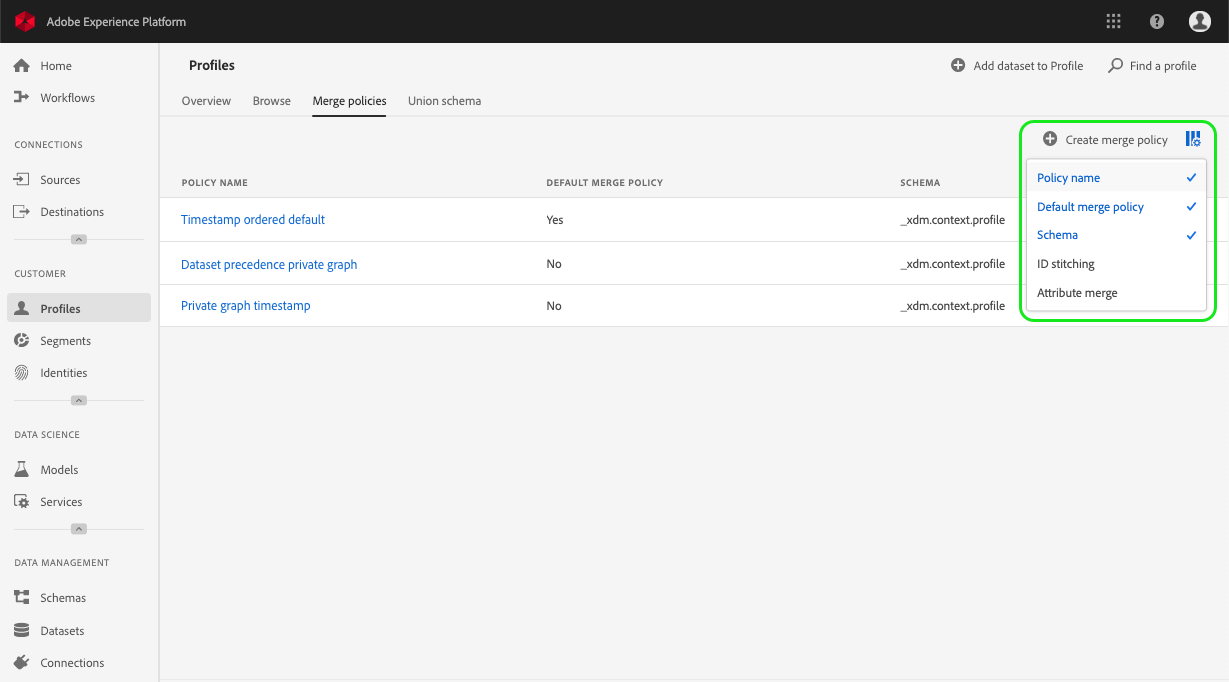 Adobe Experience Platform
Home
Workflows
CONNECTIONS
Sources
Destinations
CUSTOMER
Profiles
Segments
Identities
DATA SCIENCE
Models
Services
DATA MANAGEMENT
Schemas
Datasets
Connections
Profiles
Add dataset to Profile
Find a profile
Overview Browse Merge policies Union schema
Create merge policy
POLICY NAME DEFAULT MERGE POLICY SCHEMA
Timestamp ordered default Yes _xdm.context.profile
Dataset precedence private graph No _xdm.context.profile
Private graph timestamp No _xdm.context.profile
Policy name
Default merge policy
Schema
ID stitching
Attribute merge